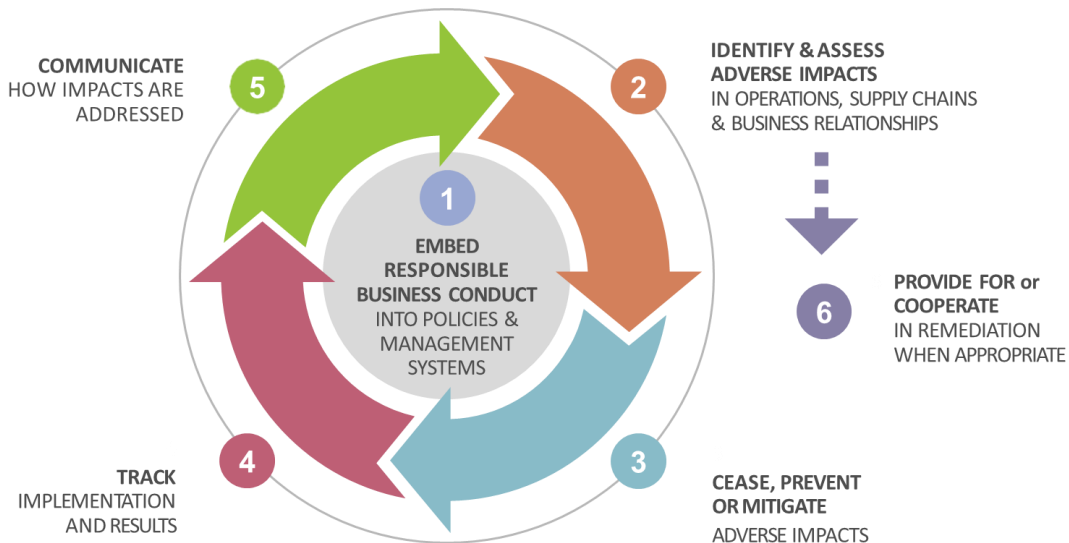 1
EMBED
RESPONSIBLE
BUSINESS CONDUCT
INTO POLICIES &
MANAGEMENT
SYSTEMS
2
IDENTIFY & ASSESS
ADVERSE IMPACTS
IN OPERATIONS, SUPPLY CHAINS
& BUSINESS RELATIONSHIPS
3
CEASE, PREVENT
OR MITIGATE
ADVERSE IMPACTS
4
TRACK
IMPLEMENTATION
AND RESULTS
5
COMMUNICATE
HOW IMPACTS ARE
ADDRESSED
6
PROVIDE FOR or
COOPERATE
IN REMEDIATION
WHEN APPROPRIATE